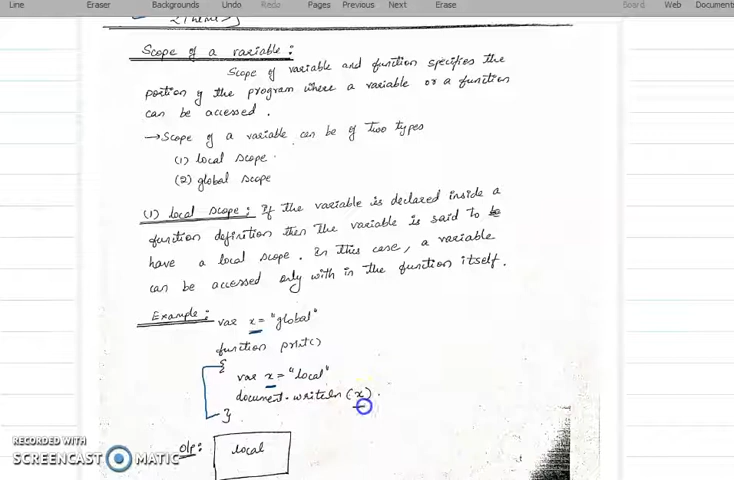 Line Undo Redo Pages Previous Next Erase Board Web Document
Eraser Backgrounds
Scope of a variable :
Scope of variable and function specifies the
portion of the program where a variable or a function
can be accessed.
→ Scope of a variable can be of two types
(1) local scope
(2) global scope
(1) local scope : If the variable is declared inside a
function definition then the variable is said to be
have a local scope. In this case, a variable
can be accessed only with in the function itself.
Example : var x = "global"
function print()
{
var x = "local"
document.writeln (x).
}
O/P: local
RECORDED WITH
SCREENCAST MATIC